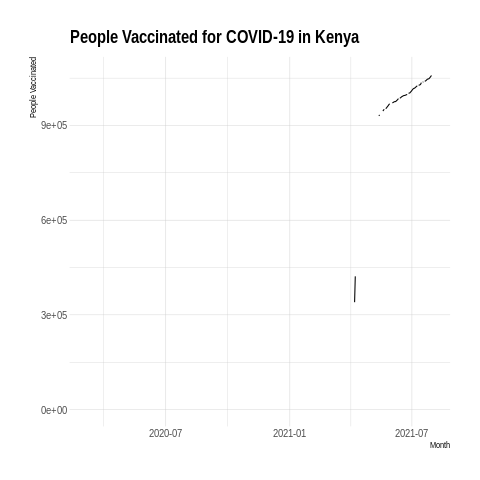 People Vaccinated for COVID-19 in Kenya
People Vaccinated
9e+05
6e+05
3e+05
0e+00
2020-07 2021-01 2021-07
Month